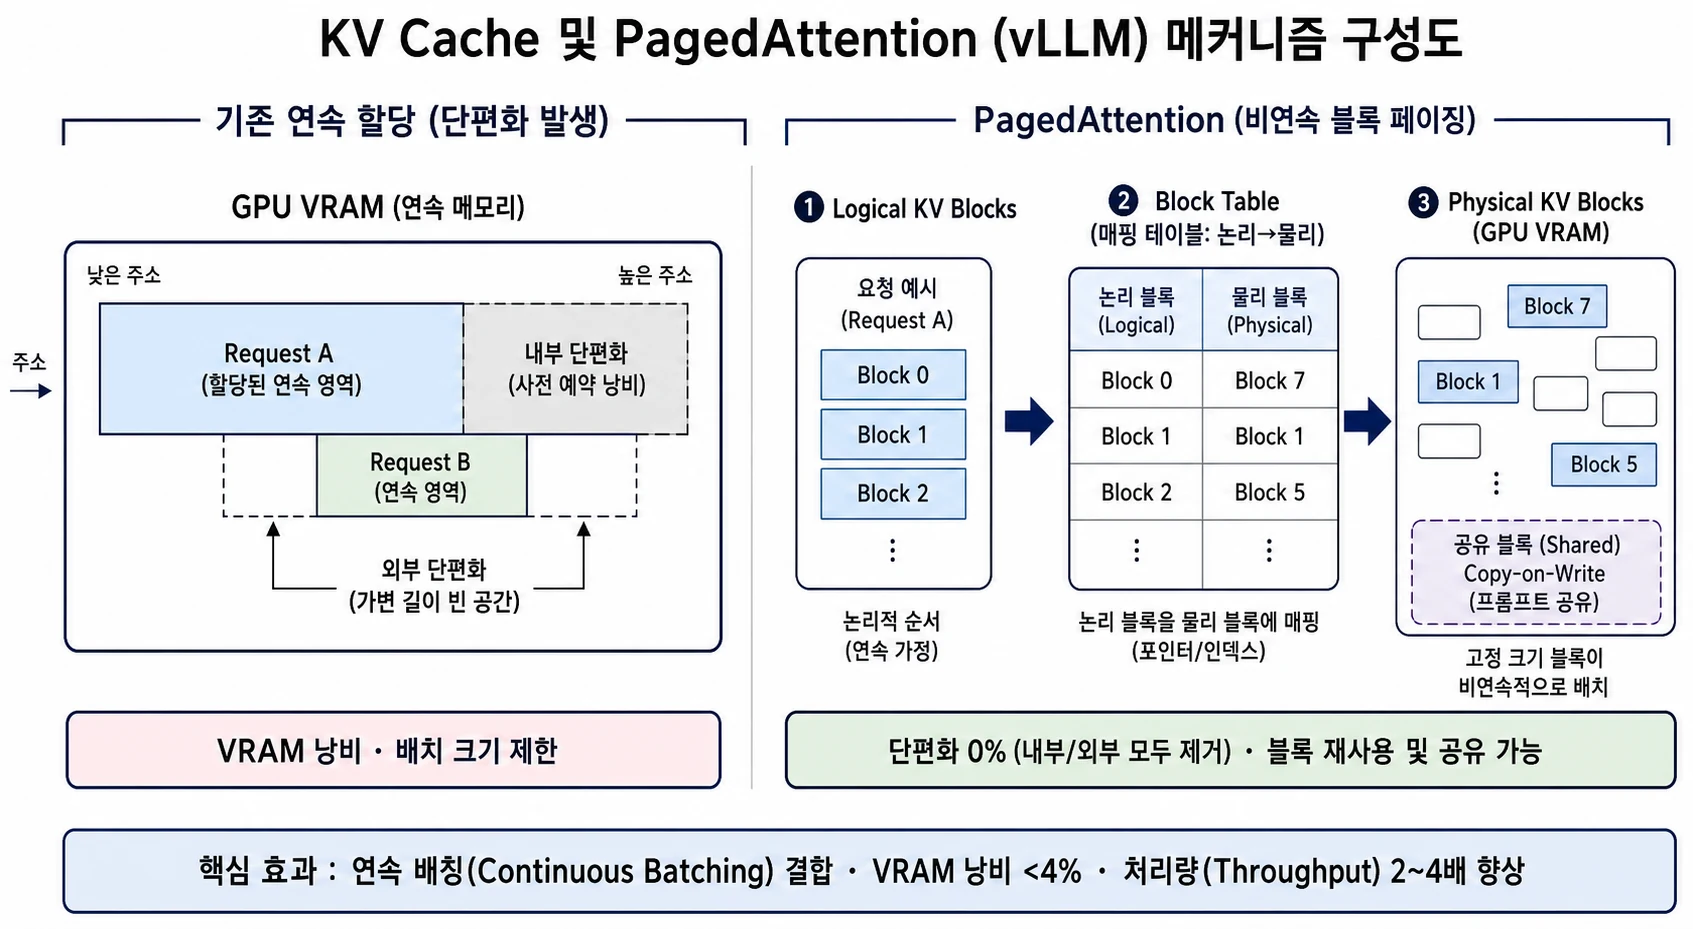 KV Cache 및 PagedAttention (vLLM) 메커니즘 구성도
기존 연속 할당 (단편화 발생)
GPU VRAM (연속 메모리)
낮은 주소
높은 주소
주소
Request A
(할당된 연속 영역)
내부 단편화
(사전 예약 낭비)
Request B
(연속 영역)
외부 단편화
(가변 길이 빈 공간)
VRAM 낭비 · 배치 크기 제한
PagedAttention (비연속 블록 페이징)
1 Logical KV Blocks
요청 예시
(Request A)
Block 0
Block 1
Block 2
⋮
논리적 순서
(연속 가정)
2 Block Table
(매핑 테이블: 논리→물리)
논리 블록
(Logical)
물리 블록
(Physical)
Block 0
Block 7
Block 1
Block 1
Block 2
Block 5
⋮
⋮
논리 블록을 물리 블록에 매핑
(포인터/인덱스)
3 Physical KV Blocks
(GPU VRAM)
Block 7
Block 1
Block 5
⋮
공유 블록 (Shared)
Copy-on-Write
(프롬프트 공유)
고정 크기 블록이
비연속적으로 배치
단편화 0% (내부/외부 모두 제거) · 블록 재사용 및 공유 가능
핵심 효과 : 연속 배칭(Continuous Batching) 결합 · VRAM 낭비 <4% · 처리량(Throughput) 2~4배 향상